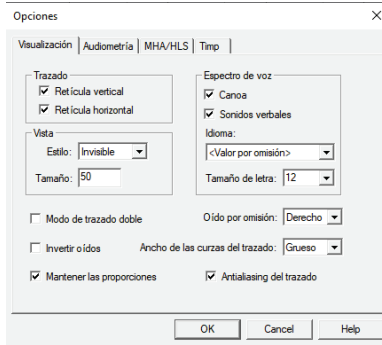 Opciones
Visualización Audiometría MHA/HLS Timp
Trazado
Retícula vertical
Retícula horizontal
Vista
Estilo: Invisible
Tamaño: 50
Espectro de voz
Canoa
Sonidos verbales
Idioma:
<Valor por omisión>
Tamaño de letra: 12
Modo de trazado doble
Oído por omisión: Derecho
Invertir oídos
Ancho de las curzas del trazado: Grueso
Mantener las proporciones
Antialiasing del trazado
OK Cancel Help